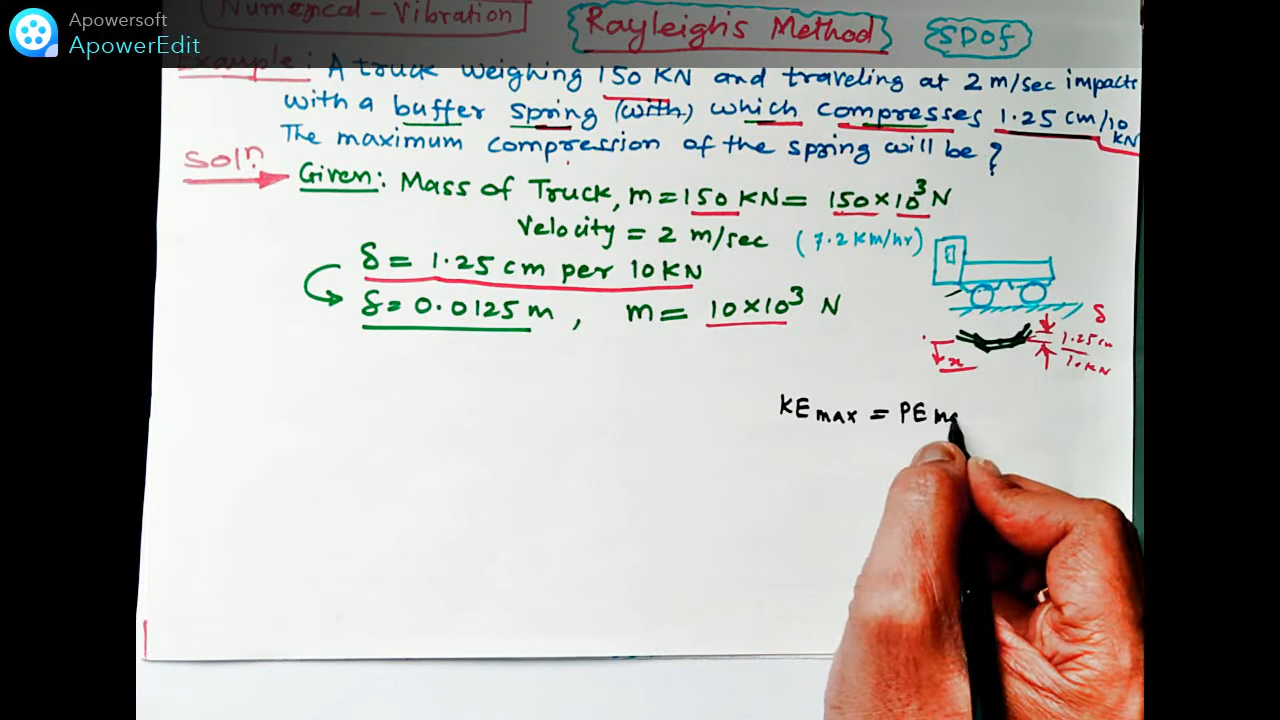 Apowersoft
ApowerEdit
Numerical-Vibration
Rayleigh's Method
SDof
Example: A truck weighing 150 KN and traveling at 2 m/sec impacts
with a buffer spring (with) which compresses 1.25 cm/10 KN
The maximum compression of the spring will be?
Soln.
Given: Mass of Truck, m = 150 KN = 150×10³ N
Velocity = 2 m/sec (7.2 Km/hr)
δ = 1.25 cm per 10 KN
δ = 0.0125 m, m = 10×10³ N
δ
1.25 cm
10 KN
x
KE max = PE ma